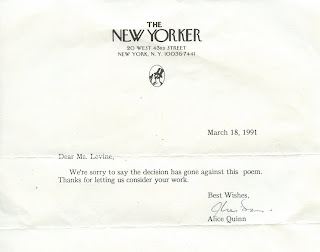 THE
NEW YORKER
20 WEST 43RD STREET
NEW YORK, N.Y. 10036-7441
March 18, 1991
Dear Ms. Levine,
We're sorry to say the decision has gone against this poem.
Thanks for letting us consider your work.
Best Wishes,
Alice Quinn